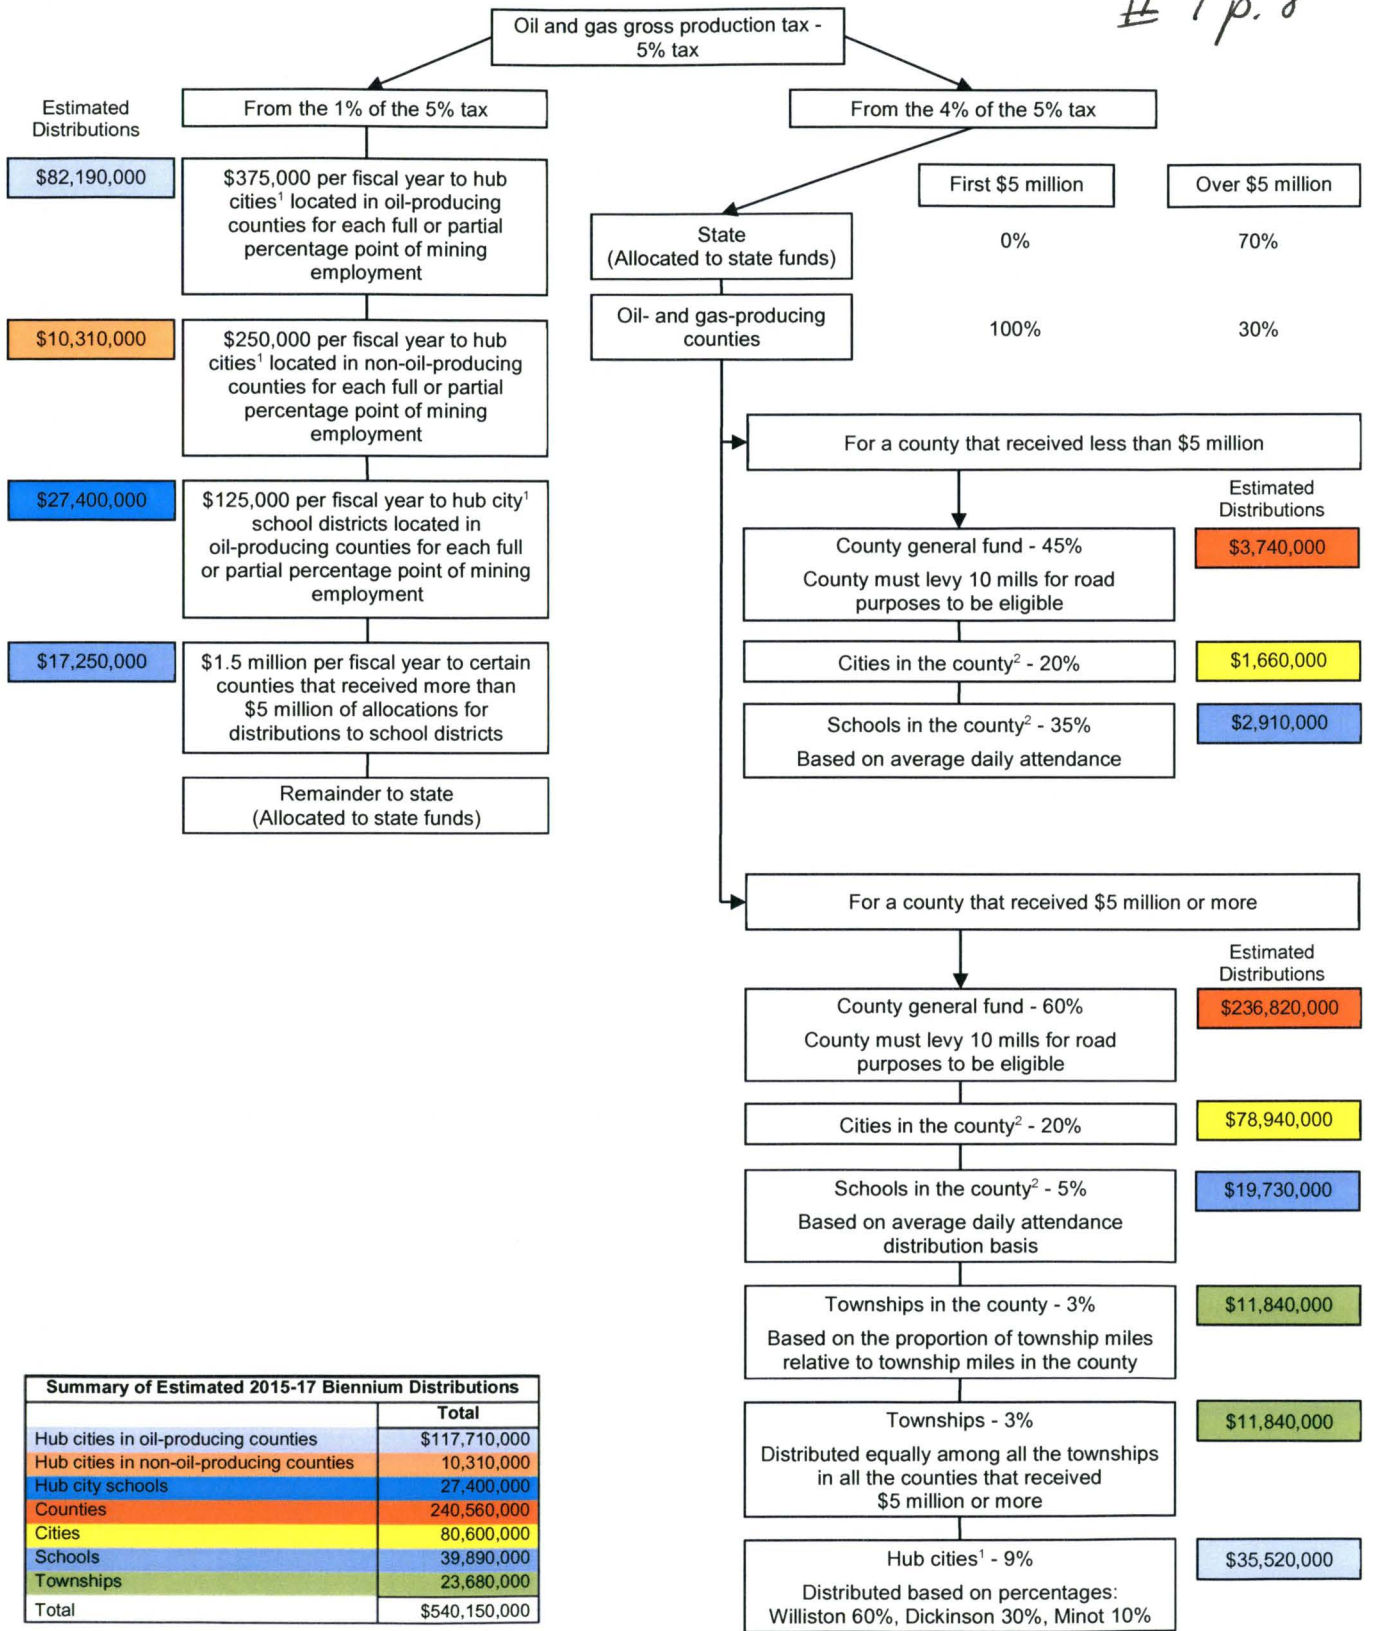 # 1 p. 8
Oil and gas gross production tax -
5% tax
Estimated
Distributions
From the 1% of the 5% tax
$82,190,000
$375,000 per fiscal year to hub
cities¹ located in oil-producing
counties for each full or partial
percentage point of mining
employment
$10,310,000
$250,000 per fiscal year to hub
cities¹ located in non-oil-producing
counties for each full or partial
percentage point of mining
employment
$27,400,000
$125,000 per fiscal year to hub city¹
school districts located in
oil-producing counties for each full
or partial percentage point of mining
employment
$17,250,000
$1.5 million per fiscal year to certain
counties that received more than
$5 million of allocations for
distributions to school districts
Remainder to state
(Allocated to state funds)
From the 4% of the 5% tax
First $5 million
Over $5 million
State
(Allocated to state funds)
0%
70%
Oil- and gas-producing
counties
100%
30%
For a county that received less than $5 million
Estimated
Distributions
County general fund - 45%
County must levy 10 mills for road
purposes to be eligible
$3,740,000
Cities in the county² - 20%
$1,660,000
Schools in the county² - 35%
Based on average daily attendance
$2,910,000
For a county that received $5 million or more
Estimated
Distributions
County general fund - 60%
County must levy 10 mills for road
purposes to be eligible
$236,820,000
Cities in the county² - 20%
$78,940,000
Schools in the county² - 5%
Based on average daily attendance
distribution basis
$19,730,000
Townships in the county - 3%
Based on the proportion of township miles
relative to township miles in the county
$11,840,000
Townships - 3%
Distributed equally among all the townships
in all the counties that received
$5 million or more
$11,840,000
Hub cities¹ - 9%
Distributed based on percentages:
Williston 60%, Dickinson 30%, Minot 10%
$35,520,000
Summary of Estimated 2015-17 Biennium Distributions
Total
Hub cities in oil-producing counties $117,710,000
Hub cities in non-oil-producing counties 10,310,000
Hub city schools 27,400,000
Counties 240,560,000
Cities 80,600,000
Schools 39,890,000
Townships 23,680,000
Total $540,150,000